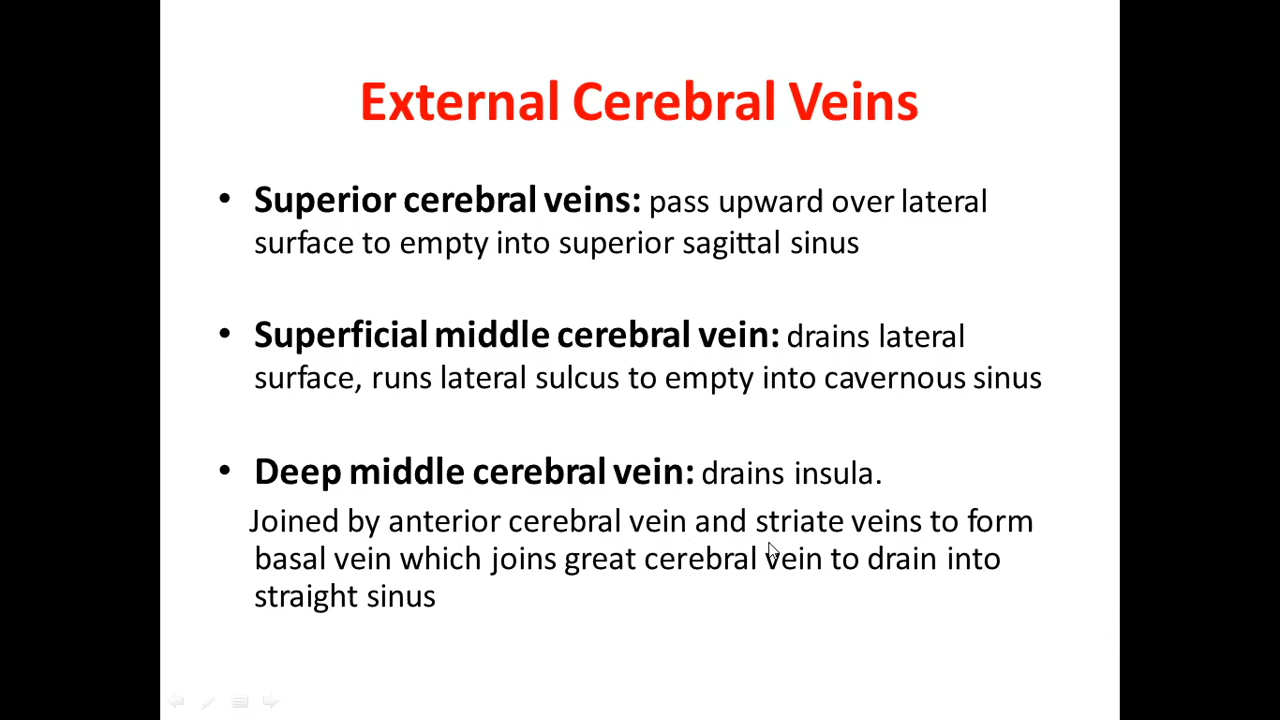 External Cerebral Veins
• Superior cerebral veins: pass upward over lateral
surface to empty into superior sagittal sinus
• Superficial middle cerebral vein: drains lateral
surface, runs lateral sulcus to empty into cavernous sinus
• Deep middle cerebral vein: drains insula.
Joined by anterior cerebral vein and striate veins to form
basal vein which joins great cerebral vein to drain into
straight sinus